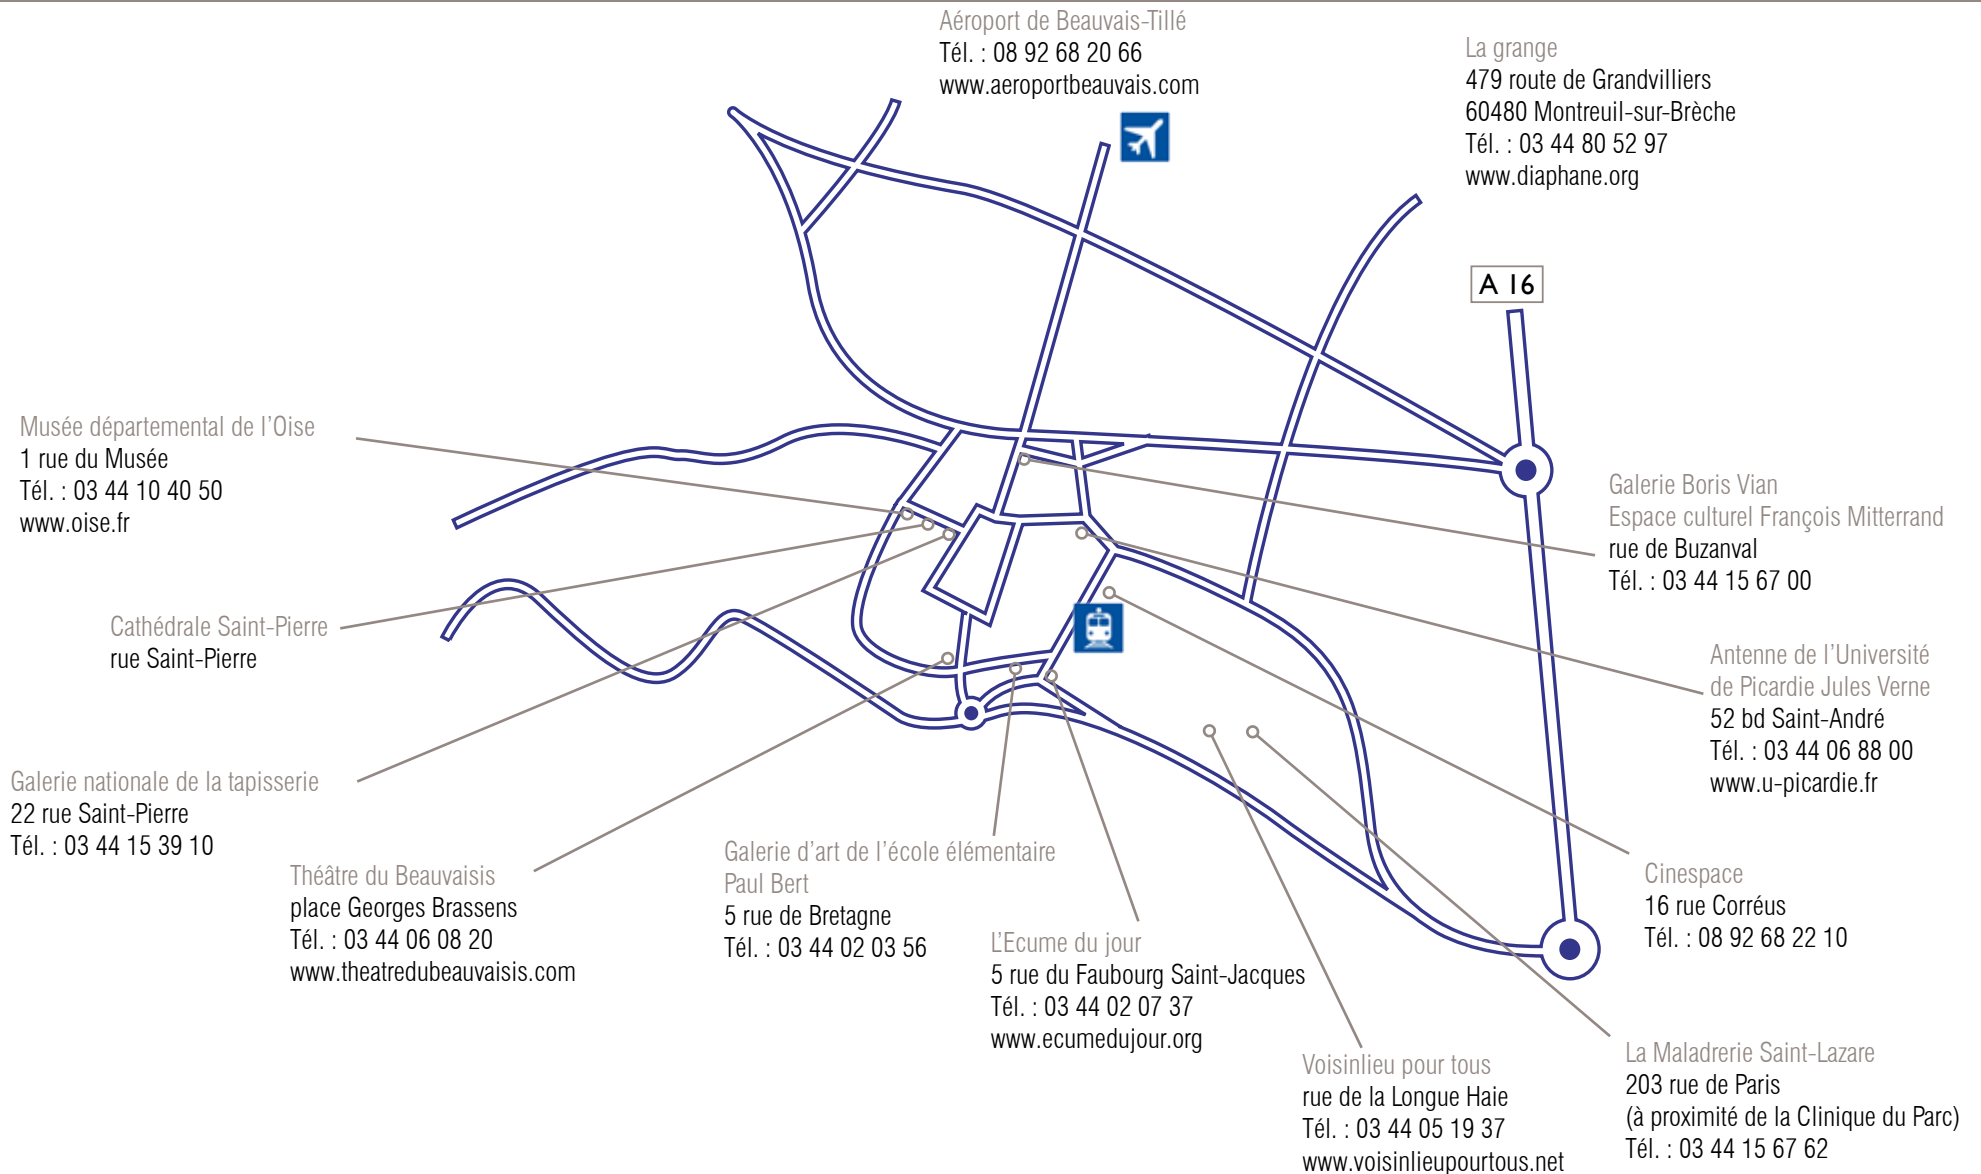 Aéroport de Beauvais-Tillé
Tél. : 08 92 68 20 66
www.aeroportbeauvais.com
La grange
479 route de Grandvilliers
60480 Montreuil-sur-Brèche
Tél. : 03 44 80 52 97
www.diaphane.org
A 16
Musée départemental de l'Oise
1 rue du Musée
Tél. : 03 44 10 40 50
www.oise.fr
Galerie Boris Vian
Espace culturel François Mitterrand
rue de Buzanval
Tél. : 03 44 15 67 00
Cathédrale Saint-Pierre
rue Saint-Pierre
Antenne de l'Université
de Picardie Jules Verne
52 bd Saint-André
Tél. : 03 44 06 88 00
www.u-picardie.fr
Galerie nationale de la tapisserie
22 rue Saint-Pierre
Tél. : 03 44 15 39 10
Théâtre du Beauvaisis
place Georges Brassens
Tél. : 03 44 06 08 20
www.theatredubeauvaisis.com
Galerie d'art de l'école élémentaire
Paul Bert
5 rue de Bretagne
Tél. : 03 44 02 03 56
L'Ecume du jour
5 rue du Faubourg Saint-Jacques
Tél. : 03 44 02 07 37
www.ecumedujour.org
Cinespace
16 rue Corréus
Tél. : 08 92 68 22 10
Voisinlieu pour tous
rue de la Longue Haie
Tél. : 03 44 05 19 37
www.voisinlieupourtous.net
La Maladrerie Saint-Lazare
203 rue de Paris
(à proximité de la Clinique du Parc)
Tél. : 03 44 15 67 62